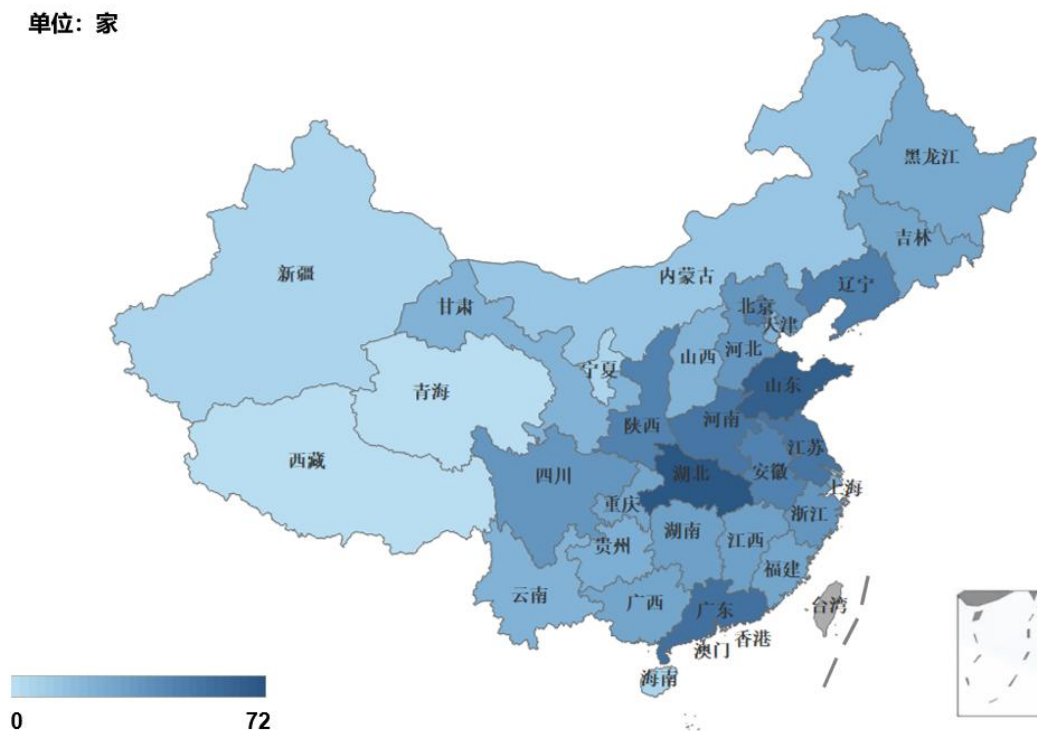 单位：家
黑龙江
吉林
辽宁
内蒙古
新疆
甘肃
北京
天津
河北
山西
宁夏
山东
青海
陕西
河南
江苏
西藏
四川
湖北
安徽
上海
重庆
浙江
湖南
江西
贵州
福建
云南
广西
广东
台湾
香港
澳门
海南
0
72